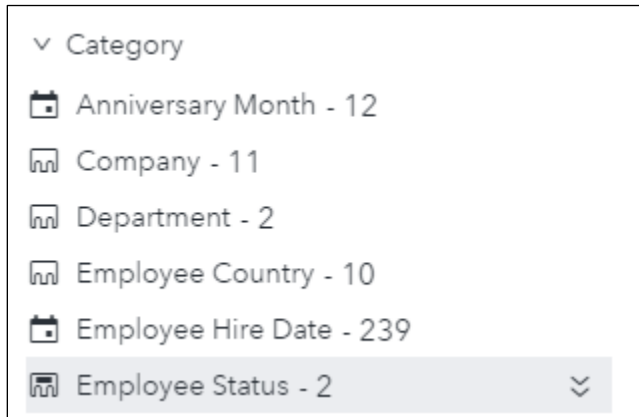 Category
Anniversary Month - 12
Company - 11
Department - 2
Employee Country - 10
Employee Hire Date - 239
Employee Status - 2